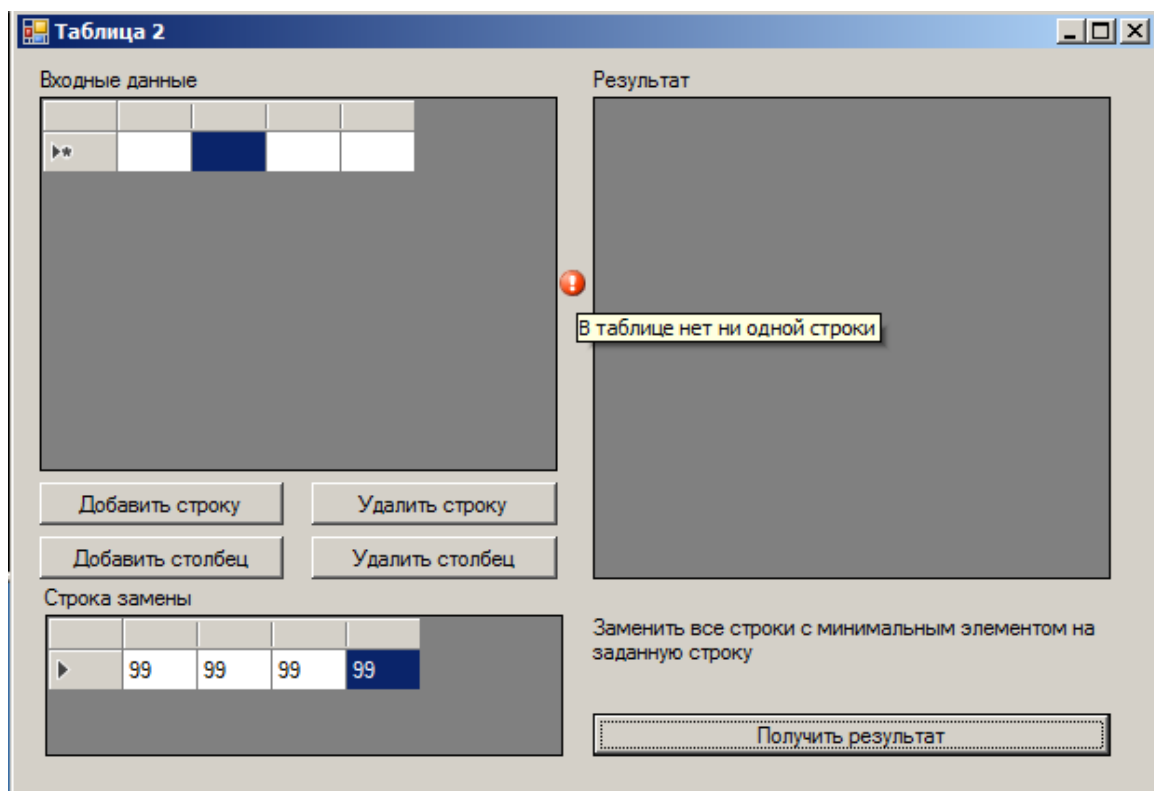 Таблица 2
Входные данные
Результат
В таблице нет ни одной строки
Добавить строку
Удалить строку
Добавить столбец
Удалить столбец
Строка замены
99 99 99 99
Заменить все строки с минимальным элементом на
заданную строку
Получить результат